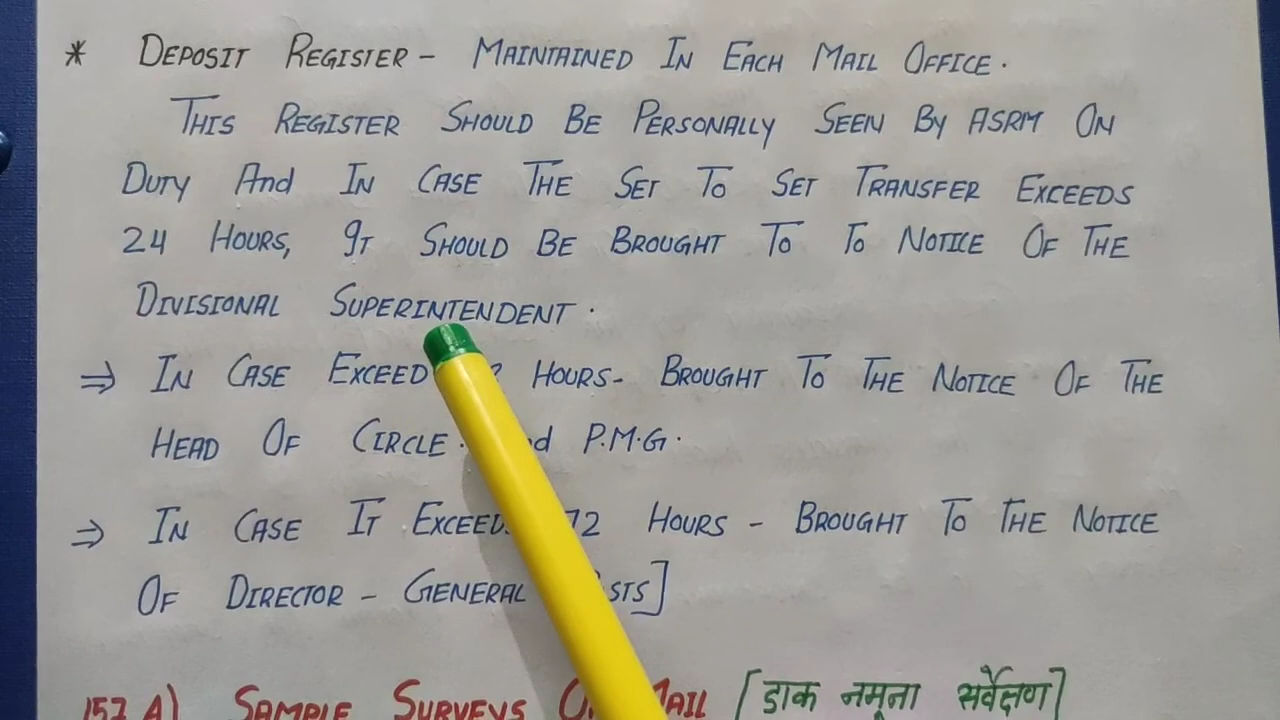 * DEPOSIT REGISTER - MAINTAINED IN EACH MAIL OFFICE.
THIS REGISTER SHOULD BE PERSONALLY SEEN BY ASRM ON
DUTY AND IN CASE THE SET TO SET TRANSFER EXCEEDS
24 HOURS, IT SHOULD BE BROUGHT TO TO NOTICE OF THE
DIVISIONAL SUPERINTENDENT.
⇒ IN CASE EXCEED HOURS- BROUGHT TO THE NOTICE OF THE
HEAD OF CIRCLE. P.M.G.
⇒ IN CASE IT EXCEEDS 72 HOURS - BROUGHT TO THE NOTICE
OF DIRECTOR - GENERAL
157 A) SAMPLE SURVEYS MAIL [डाक नमूना सर्वेक्षण]